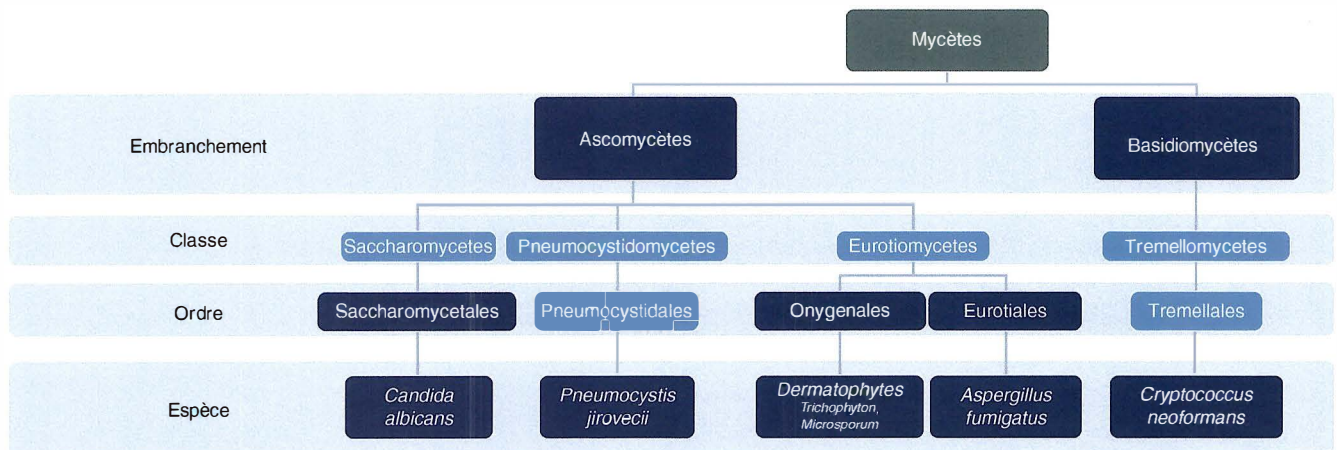 Mycètes
Embranchement
Ascomycètes
Basidiomycètes
Classe
Saccharomycetes
Pneumocystidomycetes
Eurotiomycetes
Tremellomycetes
Ordre
Saccharomycetales
Pneumocystidales
Onygenales
Eurotiales
Tremellales
Espèce
Candida
albicans
Pneumocystis
jirovecii
Dermatophytes
Trichophyton,
Microsporum
Aspergillus
fumigatus
Cryptococcus
neoformans